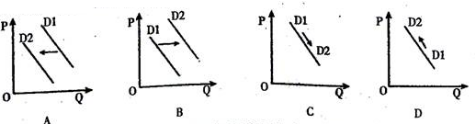 P D1 D2 O Q A
P D1 D2 O Q B
P D1 D2 O Q C
P D2 D1 O Q D